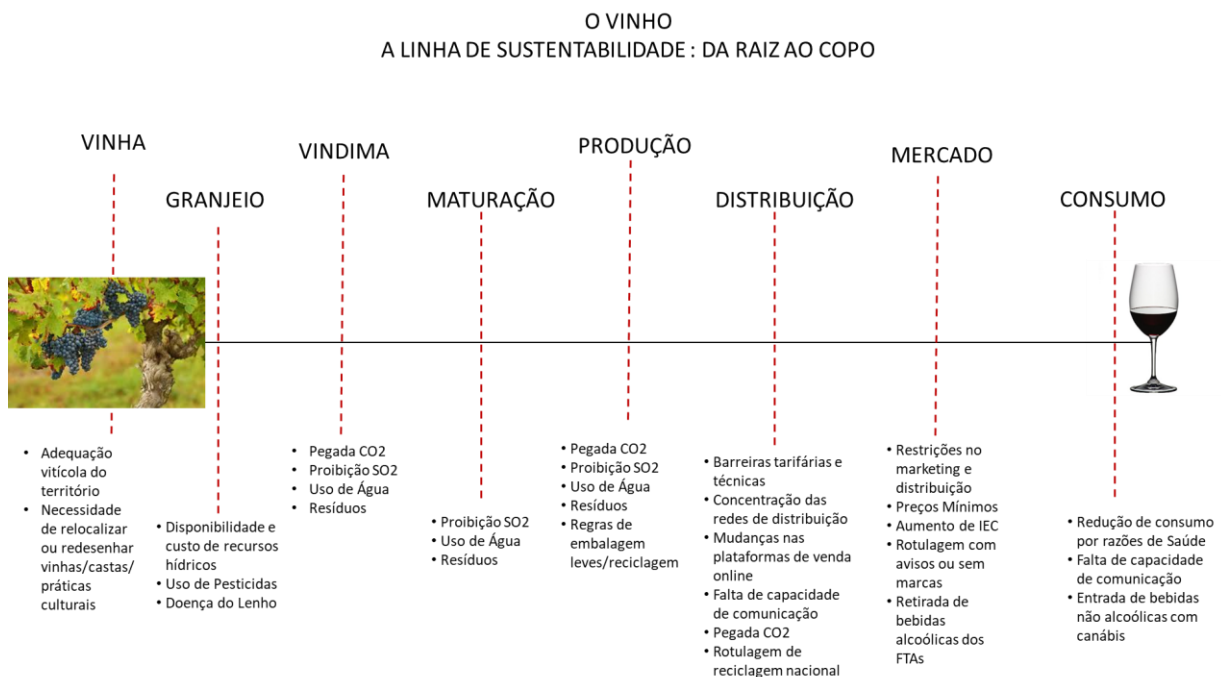 O VINHO
A LINHA DE SUSTENTABILIDADE : DA RAIZ AO COPO
VINHA
GRANJEIO
VINDIMA
MATURAÇÃO
PRODUÇÃO
DISTRIBUIÇÃO
MERCADO
CONSUMO
• Adequação
vitícola do
território
• Necessidade
de relocalizar
ou redesenhar
vinhas/castas/
práticas
culturais
• Disponibilidade e
custo de recursos
hídricos
• Uso de Pesticidas
• Doença do Lenho
• Pegada CO2
• Proibição SO2
• Uso de Água
• Resíduos
• Proibição SO2
• Uso de Água
• Resíduos
• Pegada CO2
• Proibição SO2
• Uso de Água
• Resíduos
• Regras de
embalagem
leves/reciclagem
• Barreiras tarifárias e
técnicas
• Concentração das
redes de distribuição
• Mudanças nas
plataformas de venda
online
• Falta de capacidade
de comunicação
• Pegada CO2
• Rotulagem de
reciclagem nacional
• Restrições no
marketing e
distribuição
• Preços Mínimos
• Aumento de IEC
• Rotulagem com
avisos ou sem
marcas
• Retirada de
bebidas
alcoólicas dos
FTAs
• Redução de consumo
por razões de Saúde
• Falta de capacidade
de comunicação
• Entrada de bebidas
não alcoólicas com
canábis